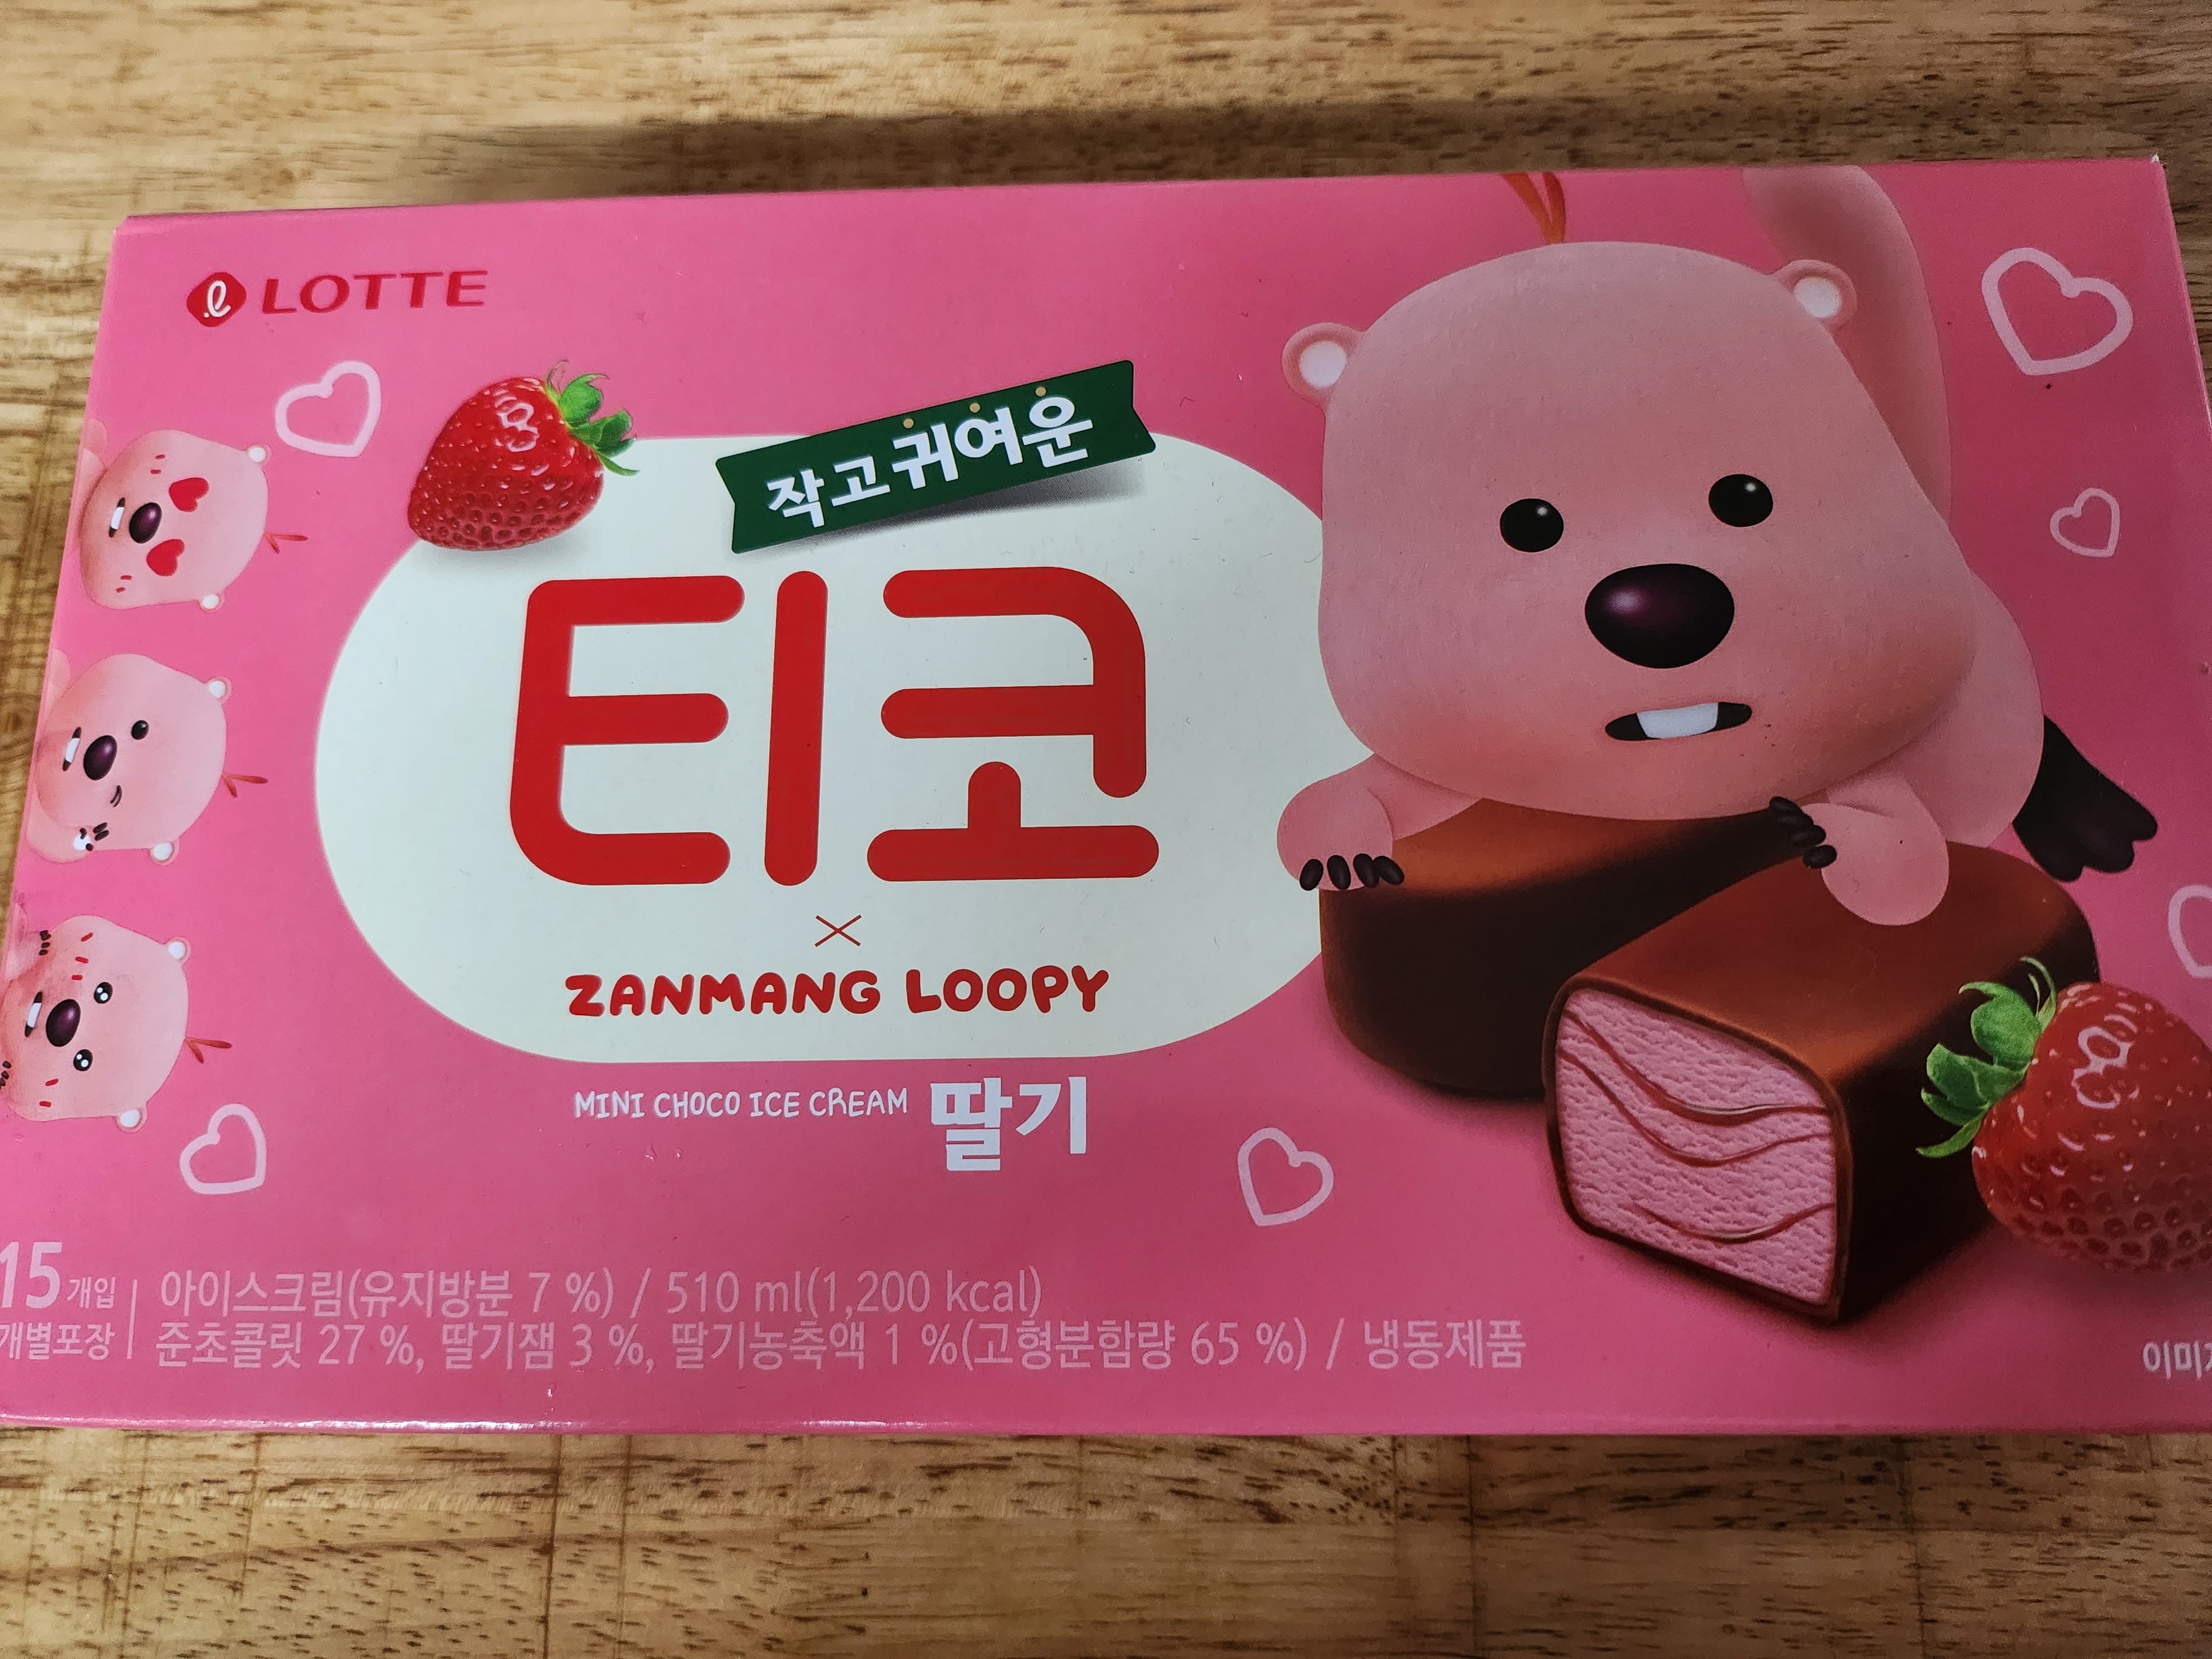 LOTTE
작고 귀여운
티코
×
ZANMANG LOOPY
MINI CHOCO ICE CREAM 딸기
15개입
개별포장
아이스크림(유지방분 7 %) / 510 ml(1,200 kcal)
준초콜릿 27 %, 딸기잼 3 %, 딸기농축액 1 %(고형분함량 65 %) / 냉동제품